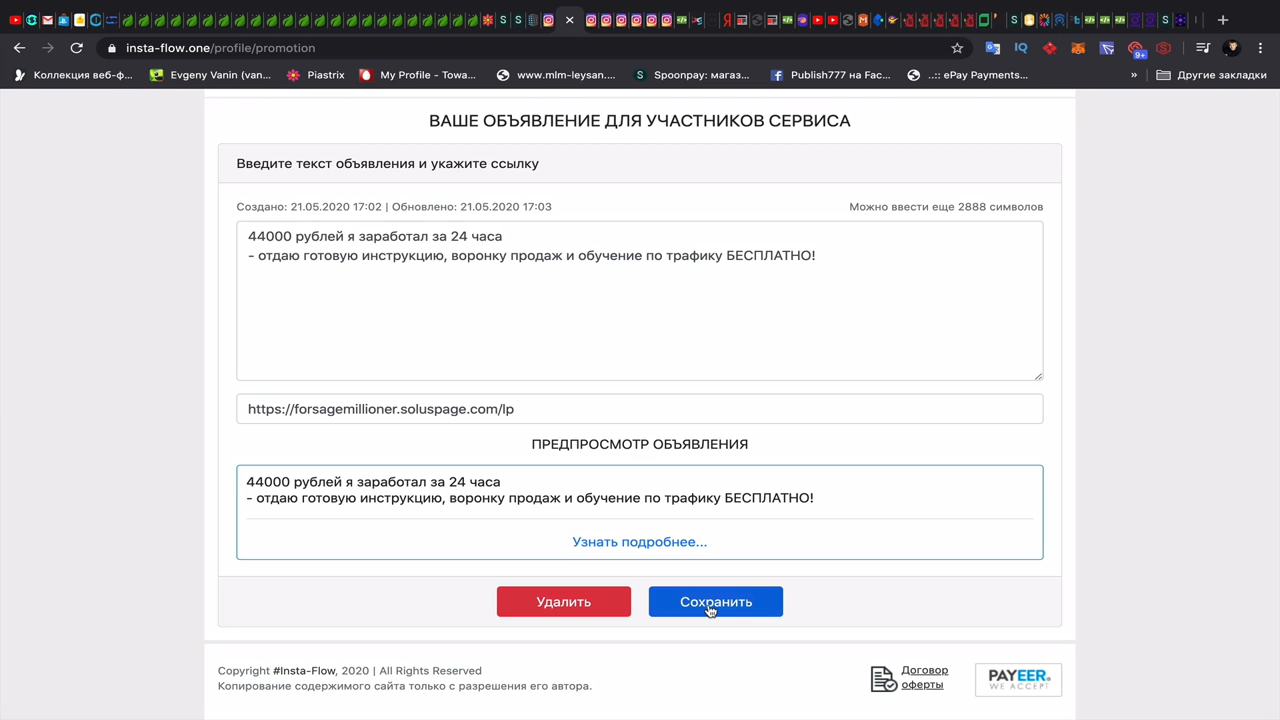 insta-flow.one/profile/promotion
Коллекция веб-ф...
Evgeny Vanin (van...
Piastrix
My Profile - Towa...
www.mlm-leysan.
Spoonpay: магаз...
Publish777 на Fac...
..:: ePay Payments...
»
Другие закладки
ВАШЕ ОБЪЯВЛЕНИЕ ДЛЯ УЧАСТНИКОВ СЕРВИСА
Введите текст объявления и укажите ссылку
Создано: 21.05.2020 17:02 | Обновлено: 21.05.2020 17:03
Можно ввести еще 2888 символов
44000 рублей я заработал за 24 часа
- отдаю готовую инструкцию, воронку продаж и обучение по трафику БЕСПЛАТНО!
https://forsagemillioner.soluspage.com/lp
ПРЕДПРОСМОТР ОБЪЯВЛЕНИЯ
44000 рублей я заработал за 24 часа
- отдаю готовую инструкцию, воронку продаж и обучение по трафику БЕСПЛАТНО!
Узнать подробнее...
Удалить
Сохранить
Copyright #Insta-Flow, 2020 | All Rights Reserved
Копирование содержимого сайта только с разрешения его автора.
Договор
оферты
PAYEER.
WE ACCEPT